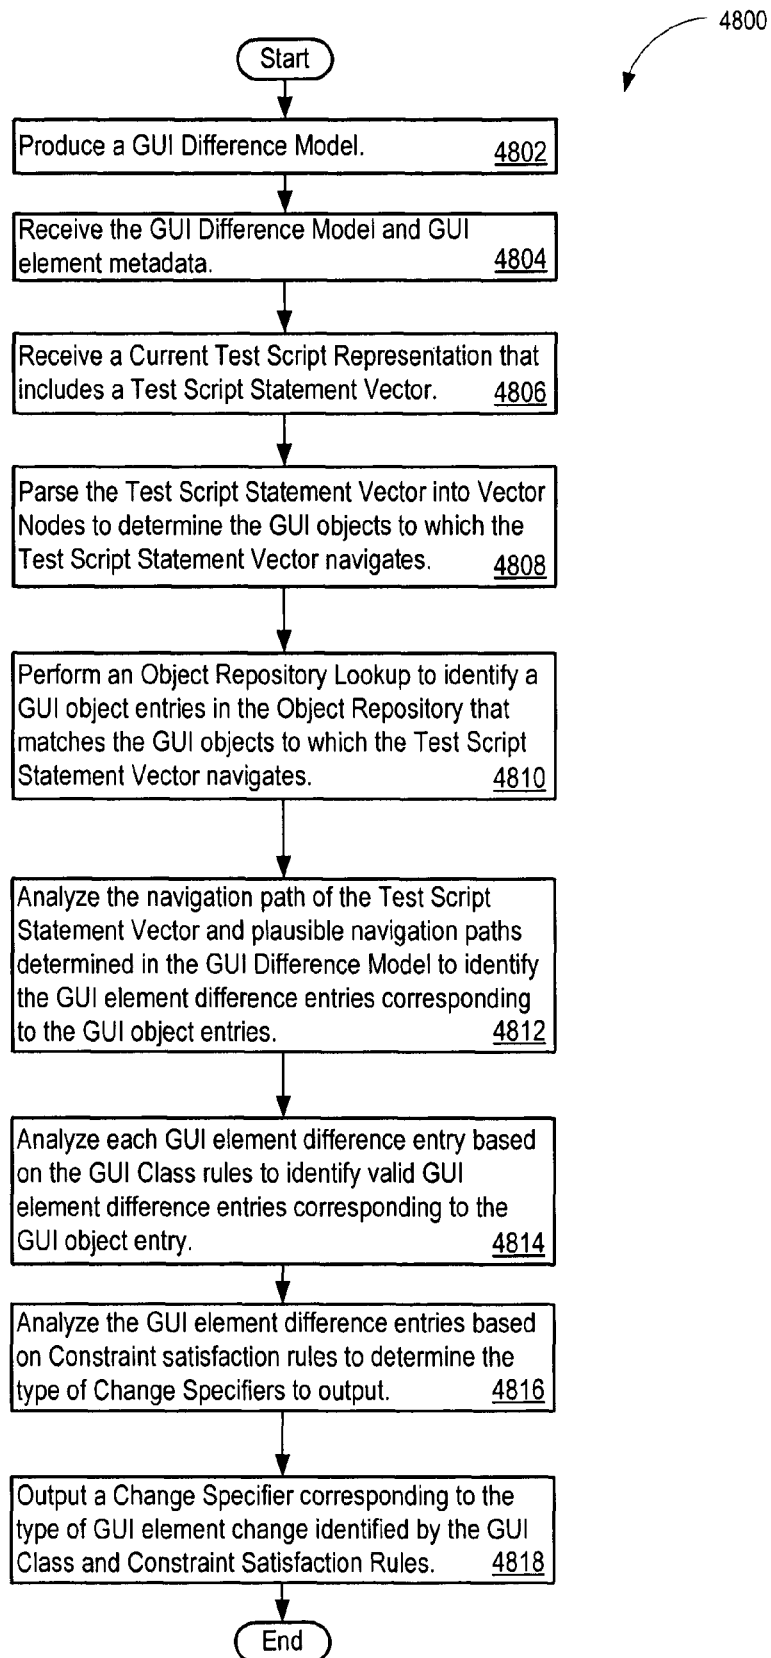 4800
Start
Produce a GUI Difference Model. 4802
Receive the GUI Difference Model and GUI
element metadata. 4804
Receive a Current Test Script Representation that
includes a Test Script Statement Vector. 4806
Parse the Test Script Statement Vector into Vector
Nodes to determine the GUI objects to which the
Test Script Statement Vector navigates. 4808
Perform an Object Repository Lookup to identify a
GUI object entries in the Object Repository that
matches the GUI objects to which the Test Script
Statement Vector navigates. 4810
Analyze the navigation path of the Test Script
Statement Vector and plausible navigation paths
determined in the GUI Difference Model to identify
the GUI element difference entries corresponding
to the GUI object entries. 4812
Analyze each GUI element difference entry based
on the GUI Class rules to identify valid GUI
element difference entries corresponding to the
GUI object entry. 4814
Analyze the GUI element difference entries based
on Constraint satisfaction rules to determine the
type of Change Specifiers to output. 4816
Output a Change Specifier corresponding to the
type of GUI element change identified by the GUI
Class and Constraint Satisfaction Rules. 4818
End